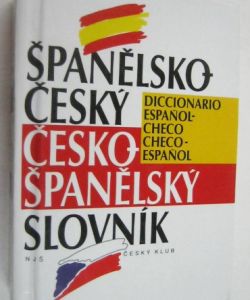 ŠPANĚLSKO-
ČESKÝ
DICCIONARIO
ESPAÑOL-
CHECO
CHECO-
ESPAÑOL
ČESKO-
ŠPANĚLSKÝ
SLOVNÍK
NJS ČESKÝ KLUB